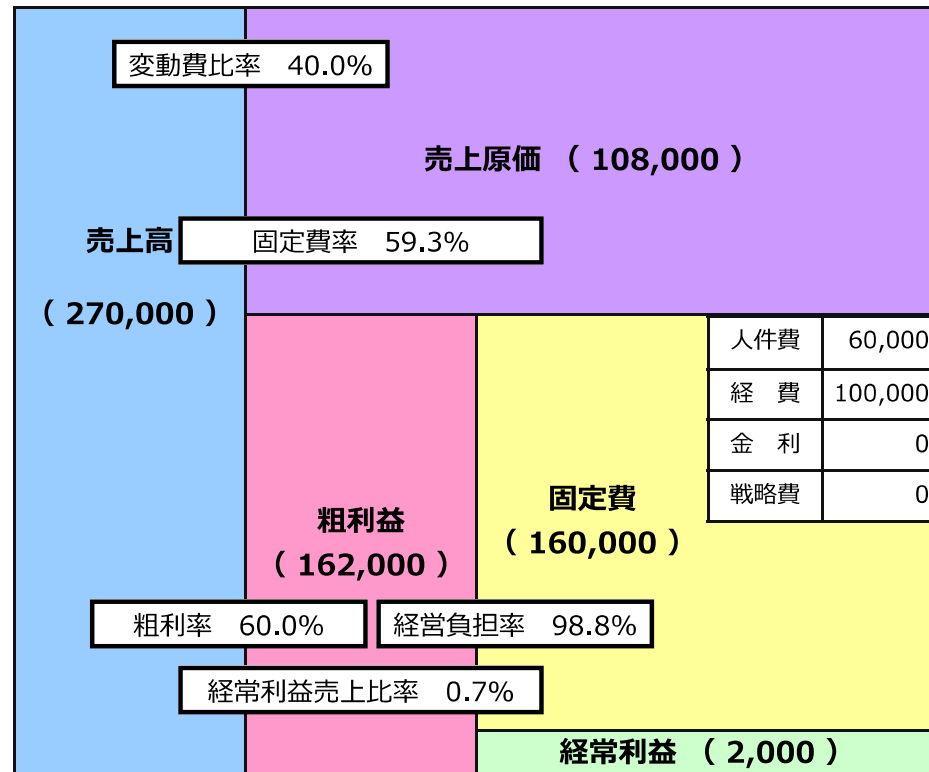 変動費比率 40.0%
売上原価 （ 108,000 ）
売上高
固定費率 59.3%
（ 270,000 ）
人件費 60,000
経 費 100,000
金 利 0
戦略費 0
粗利益
（ 162,000 ）
固定費
（ 160,000 ）
粗利率 60.0%
経営負担率 98.8%
経常利益売上比率 0.7%
経常利益 （ 2,000 ）